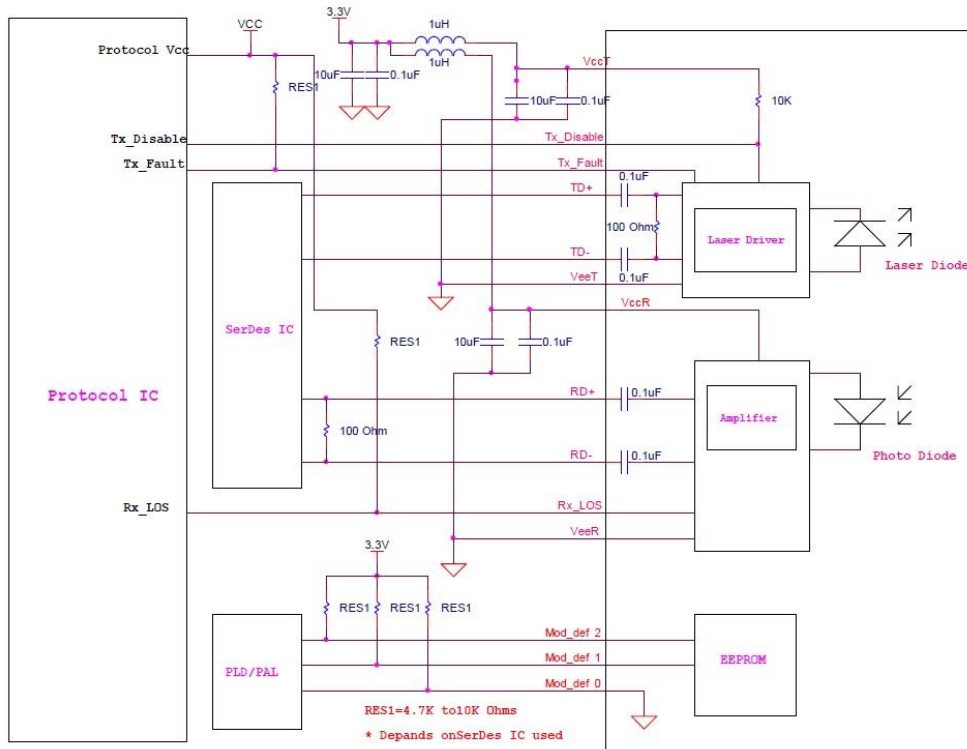 3.3V
VCC
1uH
Protocol Vcc
1uH
VccT
10uF
0.1uF
RES1
10uF
0.1uF
10K
Tx_Disable
Tx_Disable
Tx_Fault
Tx_Fault
0.1uF
TD+
100 Ohm
Laser Driver
TD-
Laser Diode
VeeT
0.1uF
VccR
SerDes IC
RES1
10uF
0.1uF
Protocol IC
RD+
0.1uF
Amplifier
100 Ohm
RD-
0.1uF
Photo Diode
Rx_LOS
Rx_LOS
VeeR
3.3V
RES1
RES1
RES1
Mod_def 2
PLD/PAL
Mod_def 1
EEPROM
Mod_def 0
RES1=4.7K to10K Ohms
* Depands onSerDes IC used